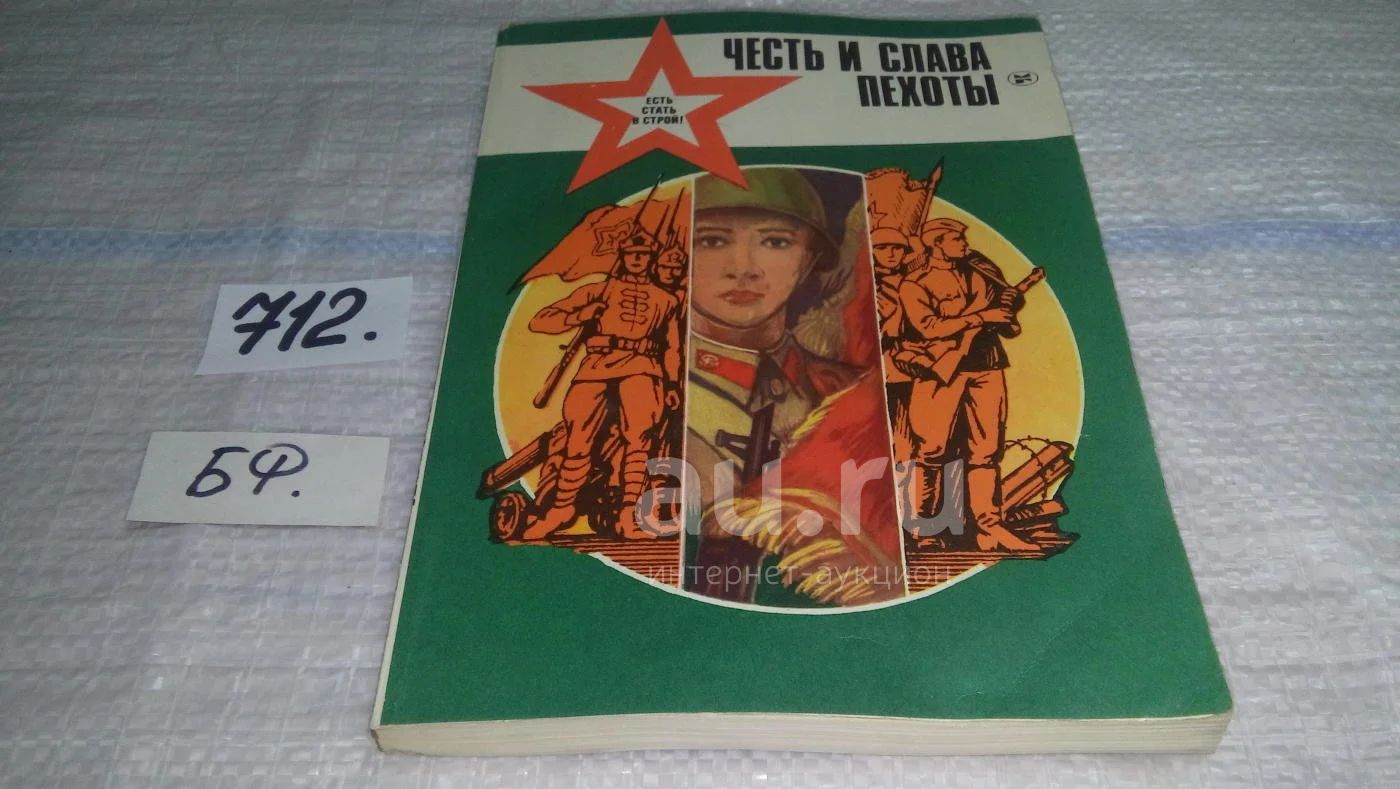 ЧЕСТЬ И СЛАВА
ПЕХОТЫ
ЕСТЬ
СТАТЬ
В СТРОЙ!
712.
БФ.
au.ru
интернет-аукцион